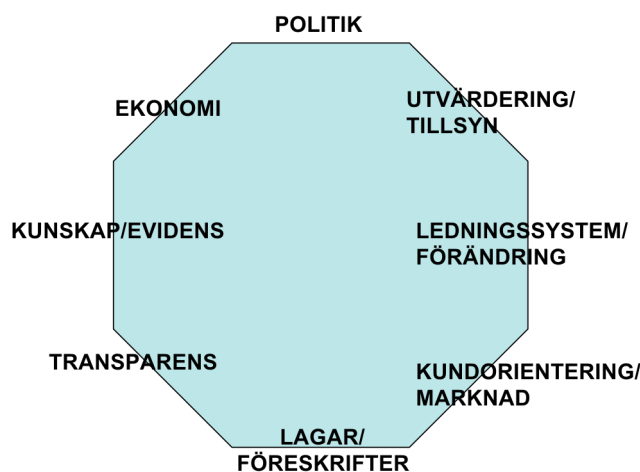 POLITIK
EKONOMI
UTVÄRDERING/
TILLSYN
KUNSKAP/EVIDENS
LEDNINGSSYSTEM/
FÖRÄNDRING
TRANSPARENS
KUNDORIENTERING/
MARKNAD
LAGAR/
FÖRESKRIFTER